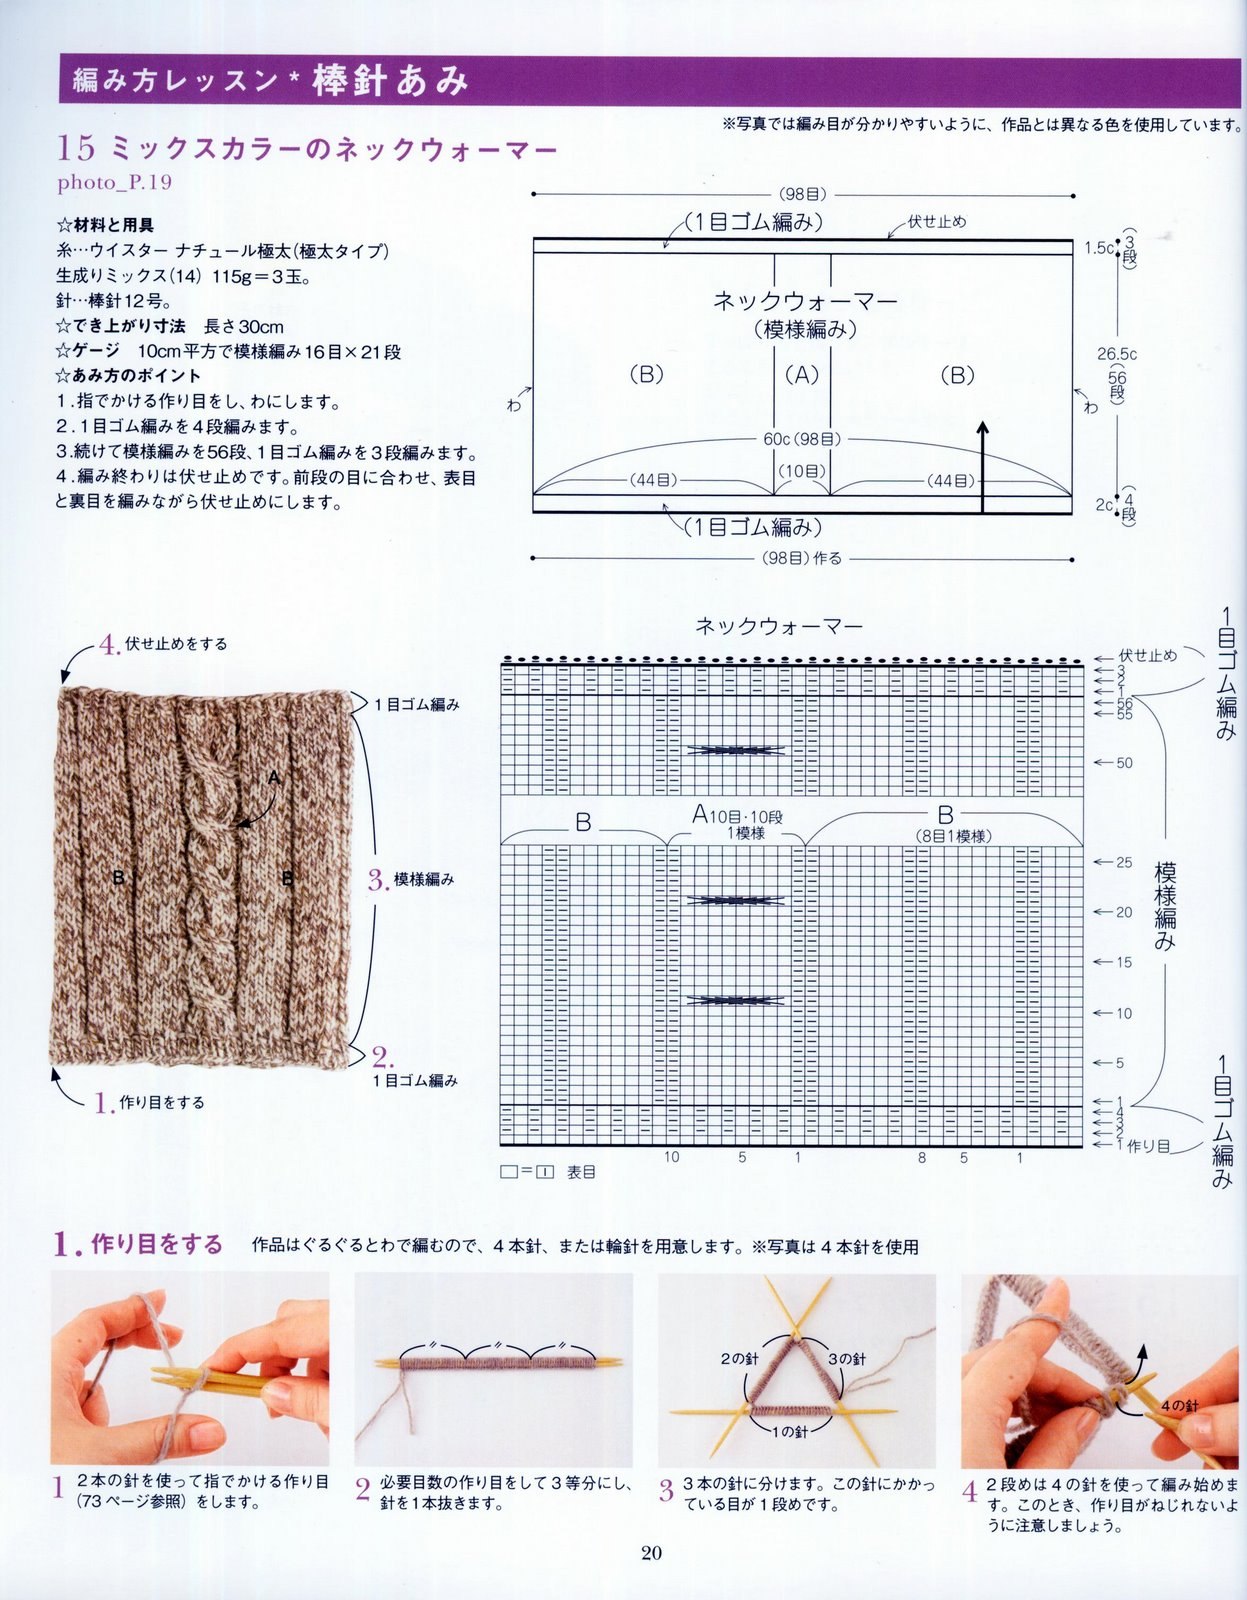 編み方レッスン*棒針あみ
※写真では編み目が分かりやすいように、作品とは異なる色を使用しています。
15 ミックスカラーのネックウォーマー
photo_P.19
☆材料と用具
糸…ウイスター ナチュール極太(極太タイプ)
生成りミックス(14) 115g=3玉。
針…棒針12号。
☆でき上がり寸法 長さ30cm
☆ゲージ 10cm平方で模様編み16目×21段
☆あみ方のポイント
1.指でかける作り目をし、わにします。
2.1目ゴム編みを4段編みます。
3.続けて模様編みを56段、1目ゴム編みを3段編みます。
4.編み終わりは伏せ止めです。前段の目に合わせ、表目
と裏目を編みながら伏せ止めにします。
(98目)
(1目ゴム編み)
伏せ止め
1.5c
(3段)
ネックウォーマー
(模様編み)
26.5c
(56段)
(B)
(A)
(B)
わ
わ
60c(98目)
(44目)
(10目)
(44目)
2c
(4段)
(1目ゴム編み)
(98目)作る
4.伏せ止めをする
1目ゴム編み
A
B
B
3.模様編み
2.
1目ゴム編み
1.作り目をする
ネックウォーマー
伏せ止め
3
2
1
56
55
50
1目ゴム編み
B
A10目・10段
1模様
B
(8目1模様)
25
20
15
10
5
1
模様編み
4
3
2
1作り目
1目ゴム編み
10 5 1 8 5 1
□=| 表目
1.作り目をする 作品はぐるぐるとわで編むので、4本針、または輪針を用意します。※写真は4本針を使用
2の針
3の針
1の針
4の針
1 2本の針を使って指でかける作り目
(73ページ参照)をします。
2 必要目数の作り目をして3等分にし、
針を1本抜きます。
3 3本の針に分けます。この針にかかっ
ている目が1段めです。
4 2段めは4の針を使って編み始めま
す。このとき、作り目がねじれないよ
うに注意しましょう。
20